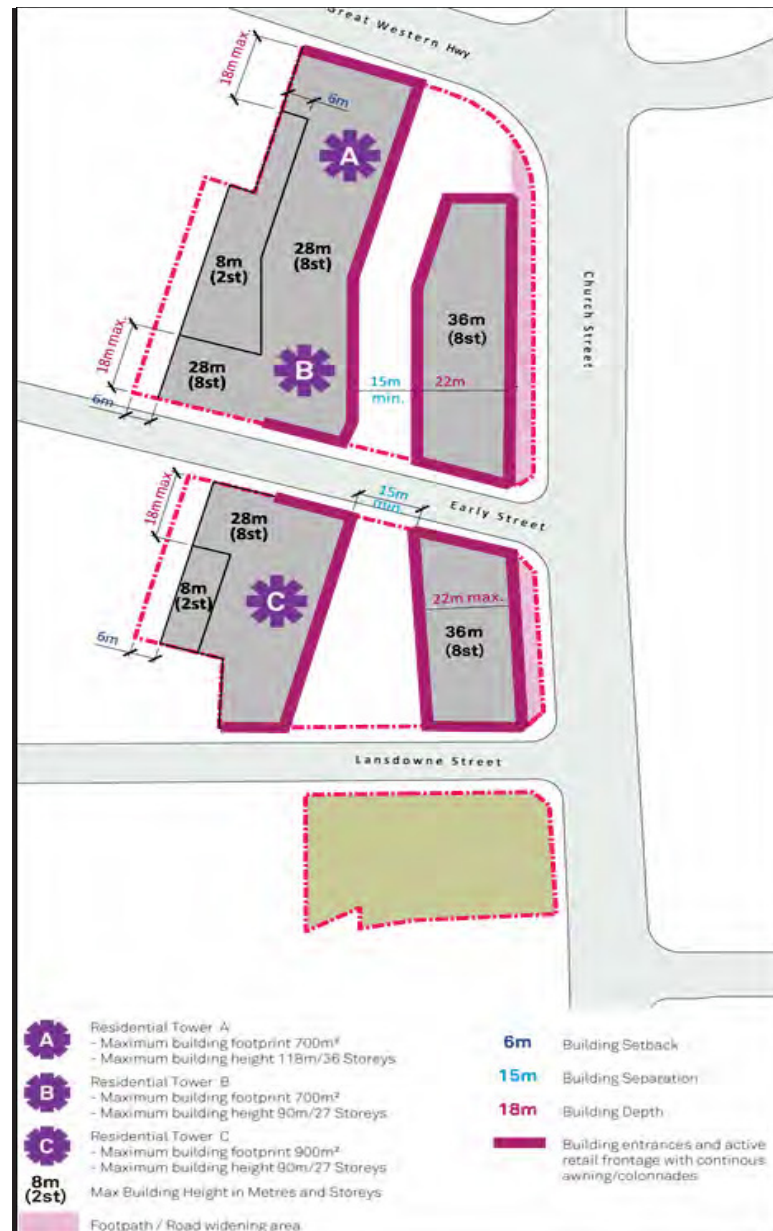 Great Western Hwy
18m max.
6m
A
8m
(2st)
28m
(8st)
36m
(8st)
Church Street
18m max.
28m
(8st)
B
15m
min.
22m
6m
Early Street
15m
min.
18m max
28m
(8st)
8m
(2st)
C
22m max.
36m
(8st)
6m
Lansdowne Street
A
Residential Tower A
- Maximum building footprint 700m²
- Maximum building height 118m/36 Storeys
B
Residential Tower B
- Maximum building footprint 700m²
- Maximum building height 90m/27 Storeys
C
Residential Tower C
- Maximum building footprint 900m²
- Maximum building height 90m/27 Storeys
8m
(2st)
Max Building Height in Metres and Storeys
Footpath / Road widening area
6m Building Setback
15m Building Separation
18m Building Depth
Building entrances and active
retail frontage with continous
awning/colonnades